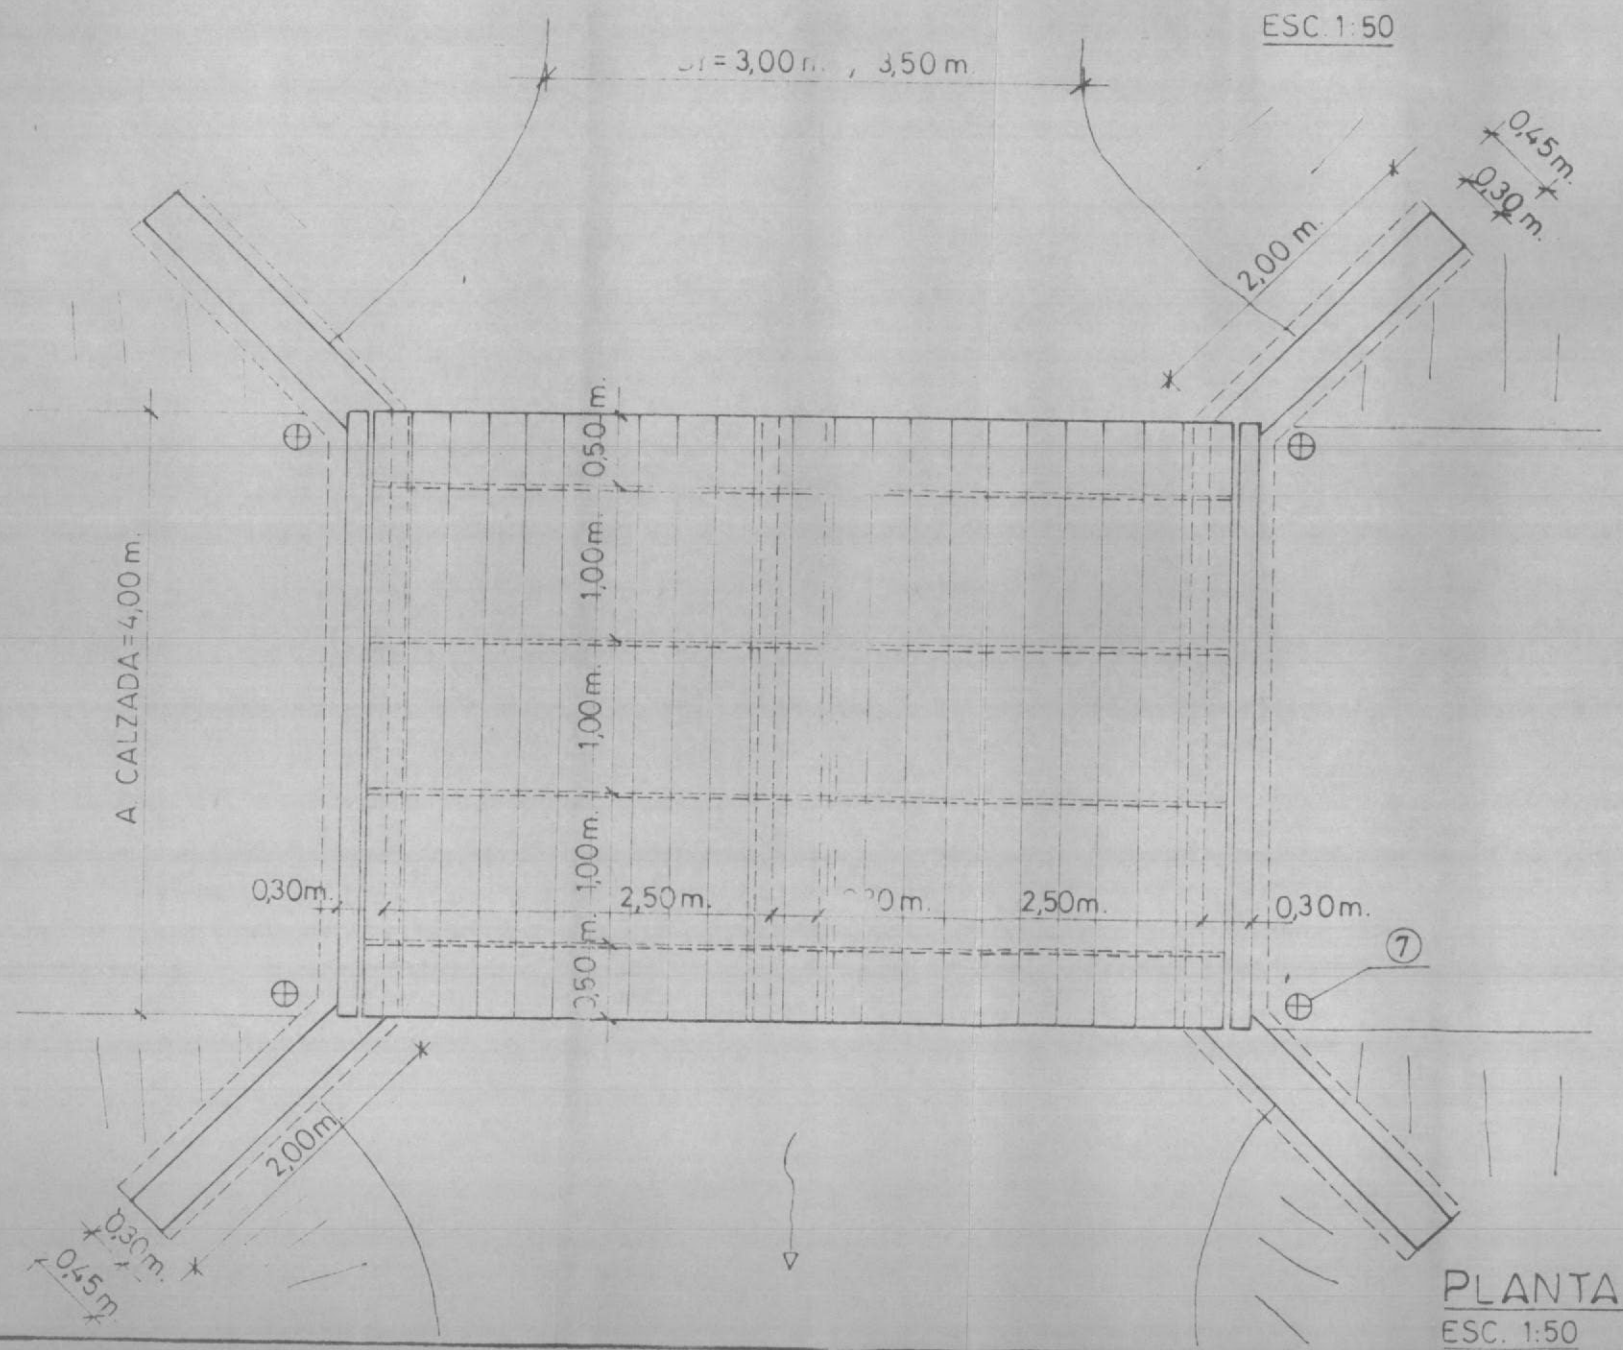 ESC. 1:50
= 3,00 m. , 3,50 m.
0,45 m.
0,30 m.
2,00 m.
0,50 m.
1,00 m.
1,00 m.
1,00 m.
0,50 m.
A CALZADA = 4,00 m.
0,30 m.
2,50 m.
2,50 m.
0,30 m.
7
2,00 m.
0,30 m.
0,45 m.
PLANTA
ESC. 1:50